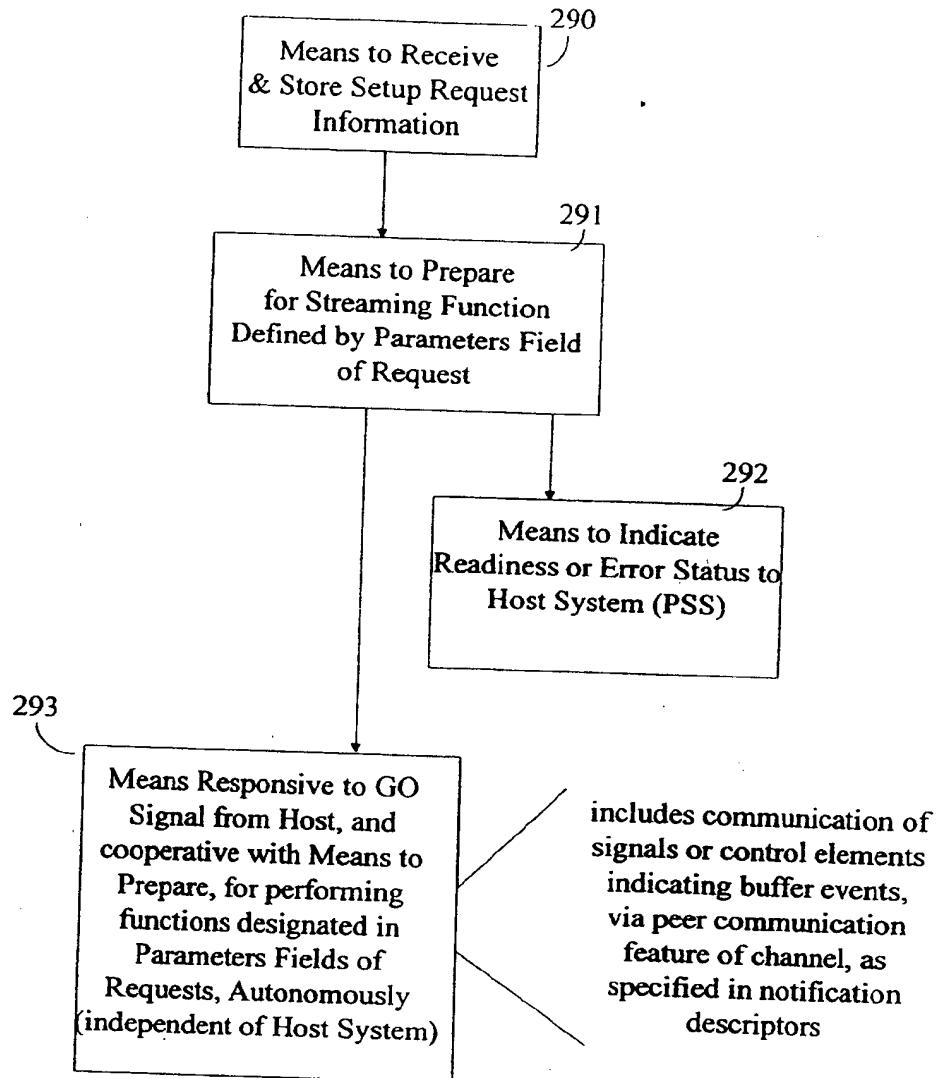 290
Means to Receive
& Store Setup Request
Information
291
Means to Prepare
for Streaming Function
Defined by Parameters Field
of Request
292
Means to Indicate
Readiness or Error Status to
Host System (PSS)
293
Means Responsive to GO
Signal from Host, and
cooperative with Means to
Prepare, for performing
functions designated in
Parameters Fields of
Requests, Autonomously
(independent of Host System)
includes communication of
signals or control elements
indicating buffer events,
via peer communication
feature of channel, as
specified in notification
descriptors